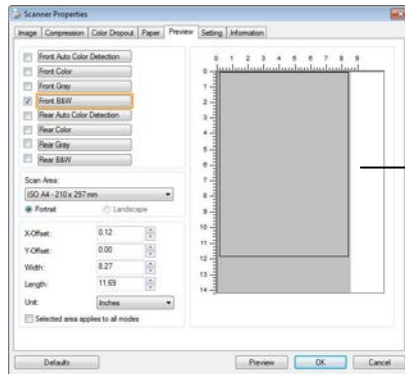 Scanner Properties
Image Compression Color Dropout Paper Preview Setting Information
Front Auto Color Detection
Front Color
Front Gray
Front B&W
Rear Auto Color Detection
Rear Color
Rear Gray
Rear B&W
Scan Area:
ISO A4 - 210 x 297 mm
Portrait Landscape
X-Offset: 0.12
Y-Offset: 0.00
Width: 8.27
Length: 11.69
Unit: Inches
Selected area applies to all modes
0 1 2 3 4 5 6 7 8 9
0
1
2
3
4
5
6
7
8
9
10
11
12
13
14
Defaults Preview OK Cancel